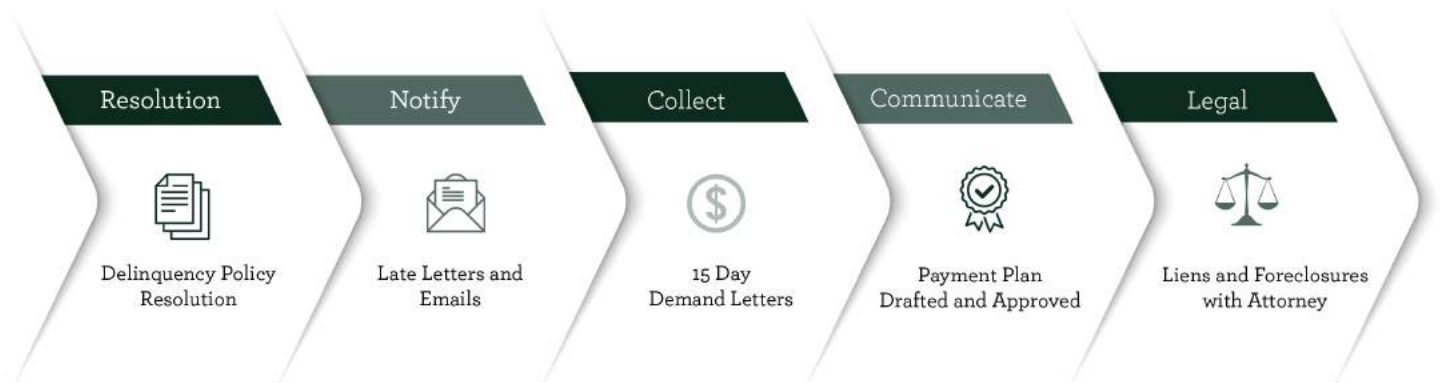 Resolution
Delinquency Policy
Resolution
Notify
Late Letters and
Emails
Collect
$
15 Day
Demand Letters
Communicate
Payment Plan
Drafted and Approved
Legal
Liens and Foreclosures
with Attorney